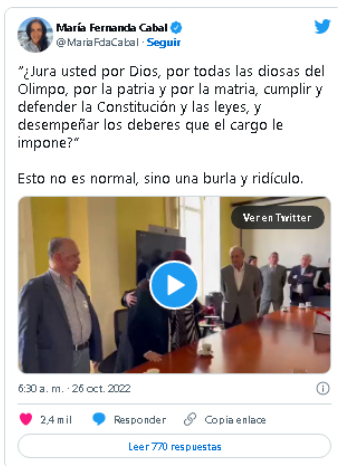 María Fernanda Cabal
@MariaFdaCabal · Seguir
“¿Jura usted por Dios, por todas las diosas del
Olimpo, por la patria y por la matria, cumplir y
defender la Constitución y las leyes, y
desempeñar los deberes que el cargo le
impone?”
Esto no es normal, sino una burla y ridículo.
Ver en Twitter
6:30 a. m. · 26 oct. 2022
2,4 mil Responder Copia enlace
Leer 770 respuestas